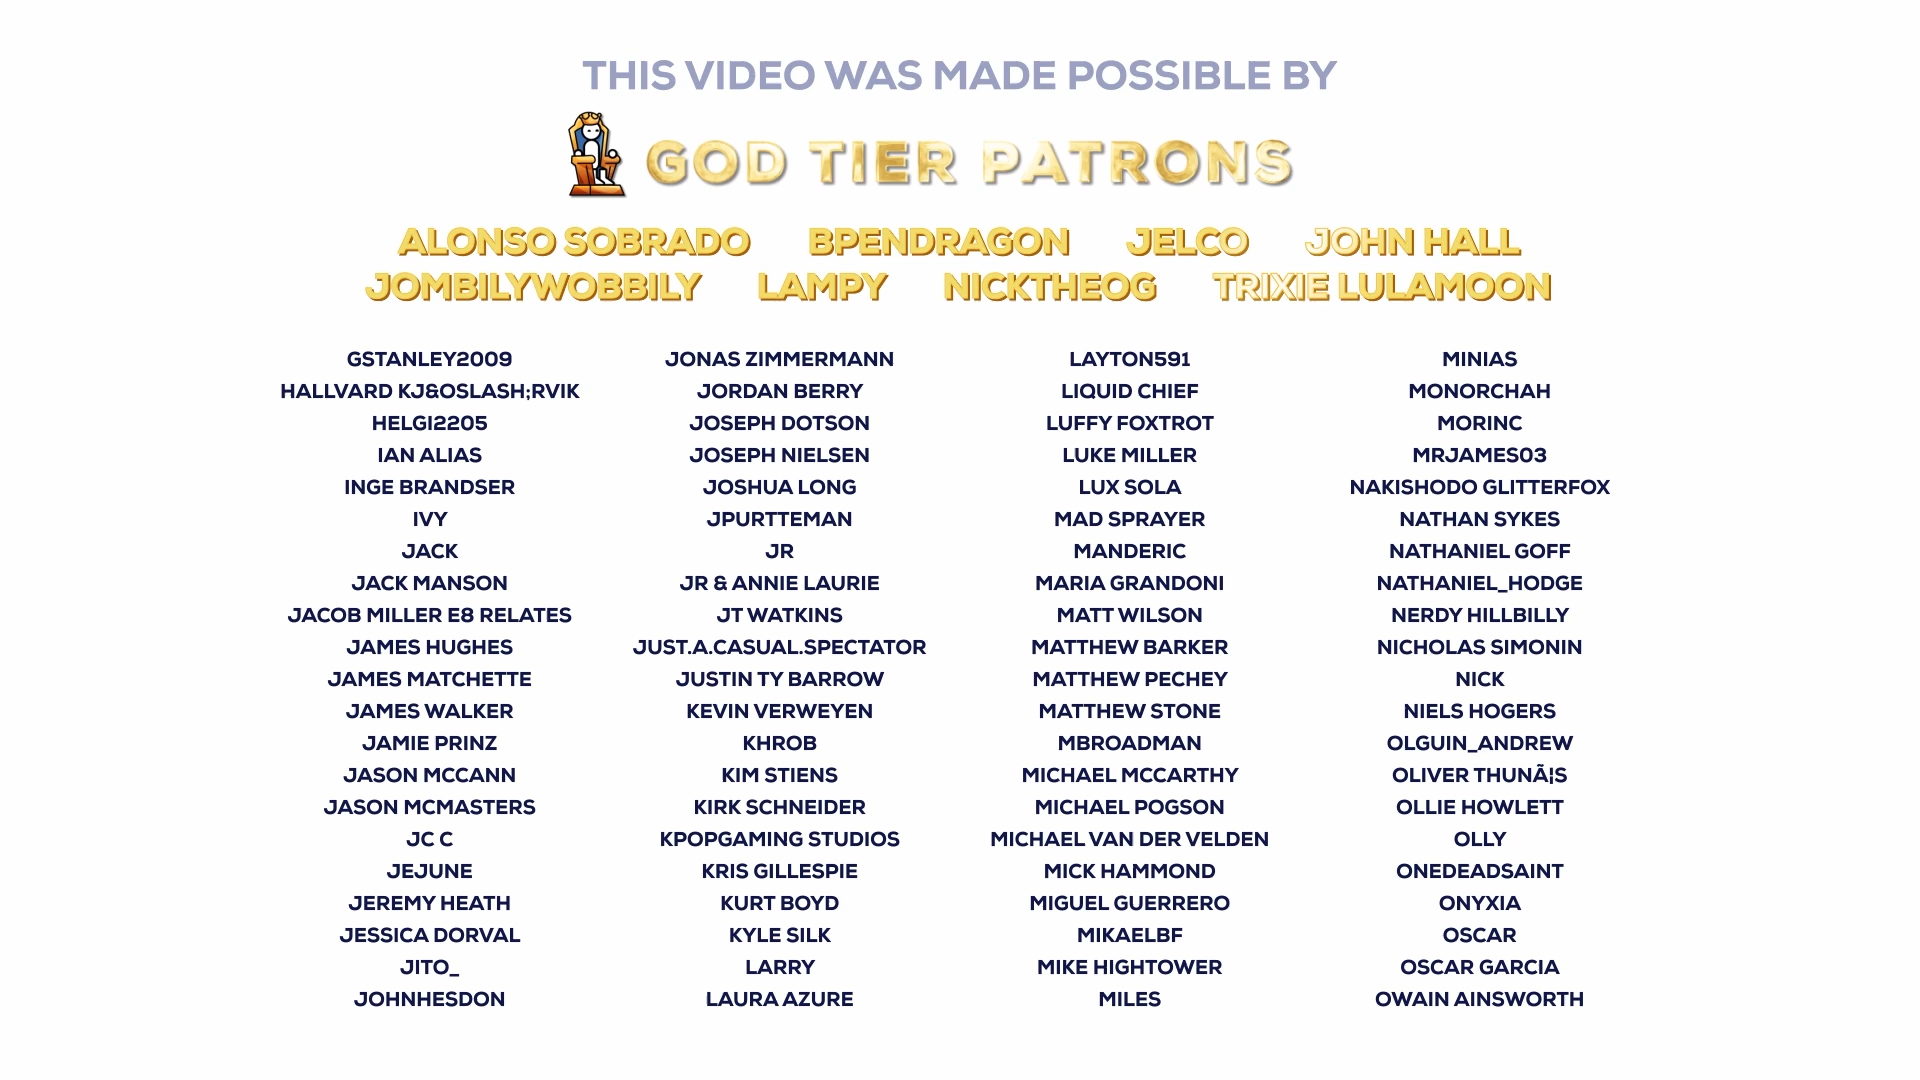 THIS VIDEO WAS MADE POSSIBLE BY
GOD TIER PATRONS
ALONSO SOBRADO BPENDRAGON JELCO JOHN HALL
JOMBILYWOBBILY LAMPY NICKTHEOG TRIXIE LULAMOON
GSTANLEY2009
HALLVARD KJ&OSLASH;RVIK
HELGI2205
IAN ALIAS
INGE BRANDSER
IVY
JACK
JACK MANSON
JACOB MILLER E8 RELATES
JAMES HUGHES
JAMES MATCHETTE
JAMES WALKER
JAMIE PRINZ
JASON MCCANN
JASON MCMASTERS
JC C
JEJUNE
JEREMY HEATH
JESSICA DORVAL
JITO_
JOHNHESDON
JONAS ZIMMERMANN
JORDAN BERRY
JOSEPH DOTSON
JOSEPH NIELSEN
JOSHUA LONG
JPURTTEMAN
JR
JR & ANNIE LAURIE
JT WATKINS
JUST.A.CASUAL.SPECTATOR
JUSTIN TY BARROW
KEVIN VERWEYEN
KHROB
KIM STIENS
KIRK SCHNEIDER
KPOPGAMING STUDIOS
KRIS GILLESPIE
KURT BOYD
KYLE SILK
LARRY
LAURA AZURE
LAYTON591
LIQUID CHIEF
LUFFY FOXTROT
LUKE MILLER
LUX SOLA
MAD SPRAYER
MANDERIC
MARIA GRANDONI
MATT WILSON
MATTHEW BARKER
MATTHEW PECHEY
MATTHEW STONE
MBROADMAN
MICHAEL MCCARTHY
MICHAEL POGSON
MICHAEL VAN DER VELDEN
MICK HAMMOND
MIGUEL GUERRERO
MIKAELBF
MIKE HIGHTOWER
MILES
MINIAS
MONORCHAH
MORINC
MRJAMES03
NAKISHODO GLITTERFOX
NATHAN SYKES
NATHANIEL GOFF
NATHANIEL_HODGE
NERDY HILLBILLY
NICHOLAS SIMONIN
NICK
NIELS HOGERS
OLGUIN_ANDREW
OLIVER THUNÃ¦S
OLLIE HOWLETT
OLLY
ONEDEADSAINT
ONYXIA
OSCAR
OSCAR GARCIA
OWAIN AINSWORTH